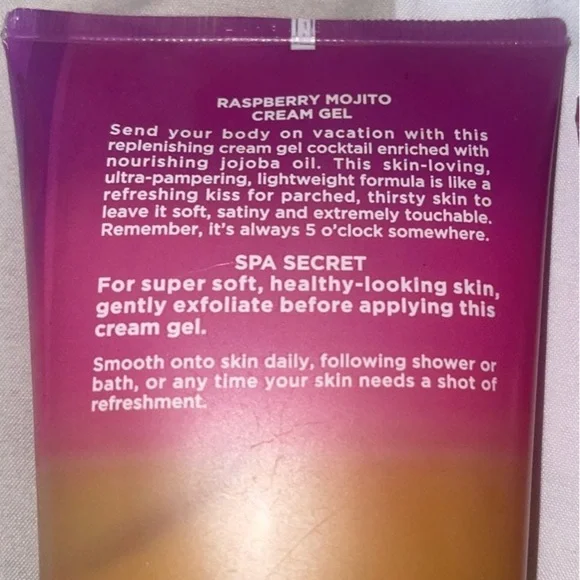 RASPBERRY MOJITO
CREAM GEL
Send your body on vacation with this
replenishing cream gel cocktail enriched with
nourishing jojoba oil. This skin-loving,
ultra-pampering, lightweight formula is like a
refreshing kiss for parched, thirsty skin to
leave it soft, satiny and extremely touchable.
Remember, it's always 5 o'clock somewhere.
SPA SECRET
For super soft, healthy-looking skin,
gently exfoliate before applying this
cream gel.
Smooth onto skin daily, following shower or
bath, or any time your skin needs a shot of
refreshment.